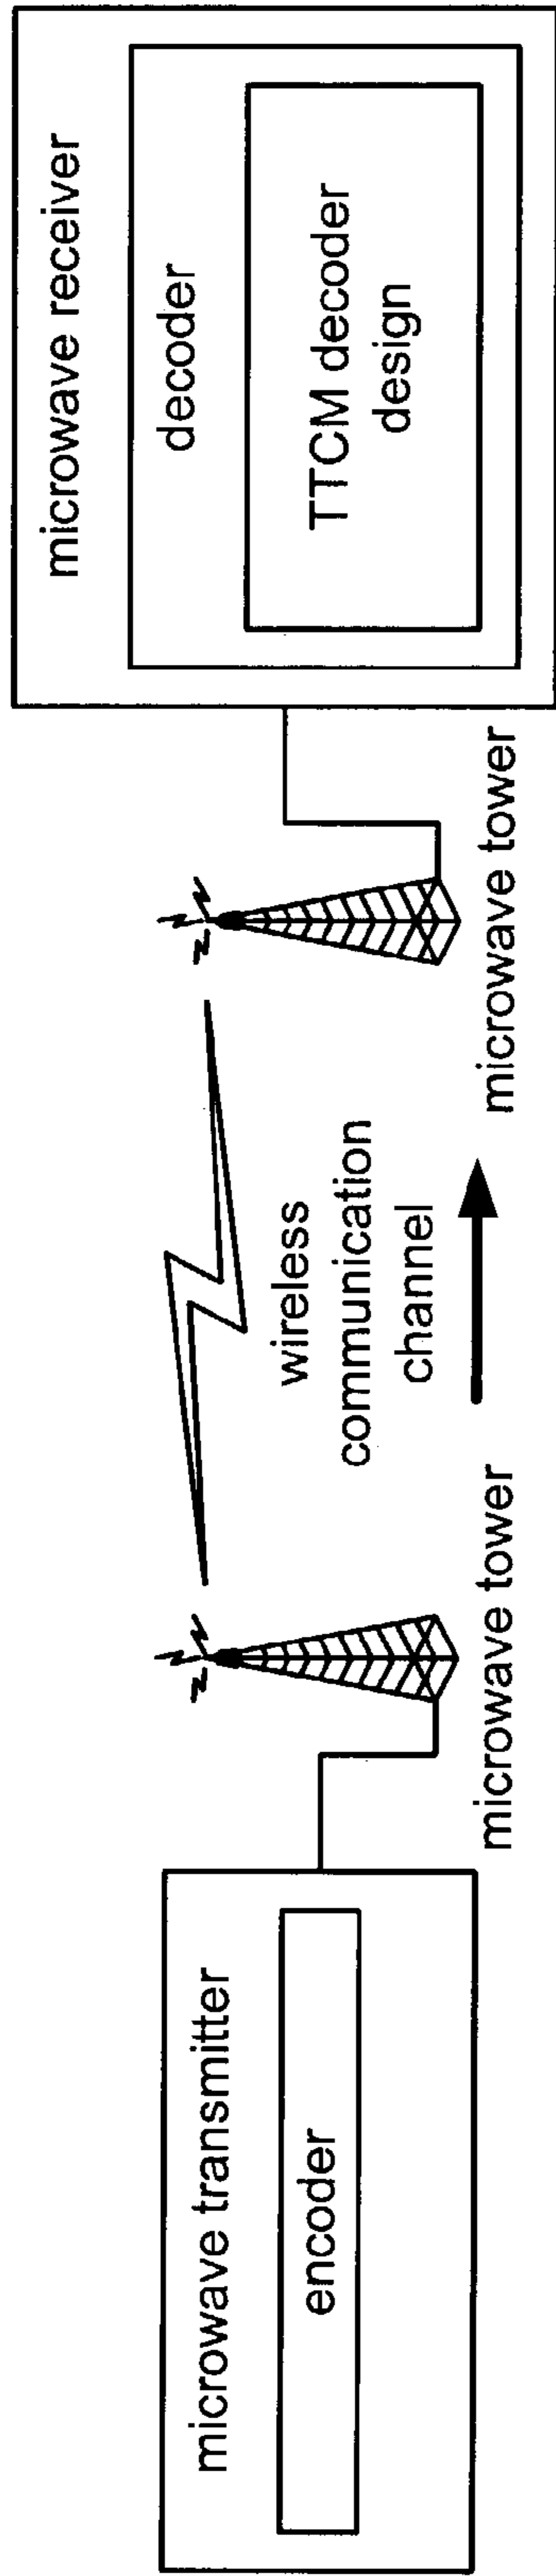 microwave transmitter
encoder
microwave tower
wireless
communication
channel
microwave tower
microwave receiver
decoder
TTCM decoder
design